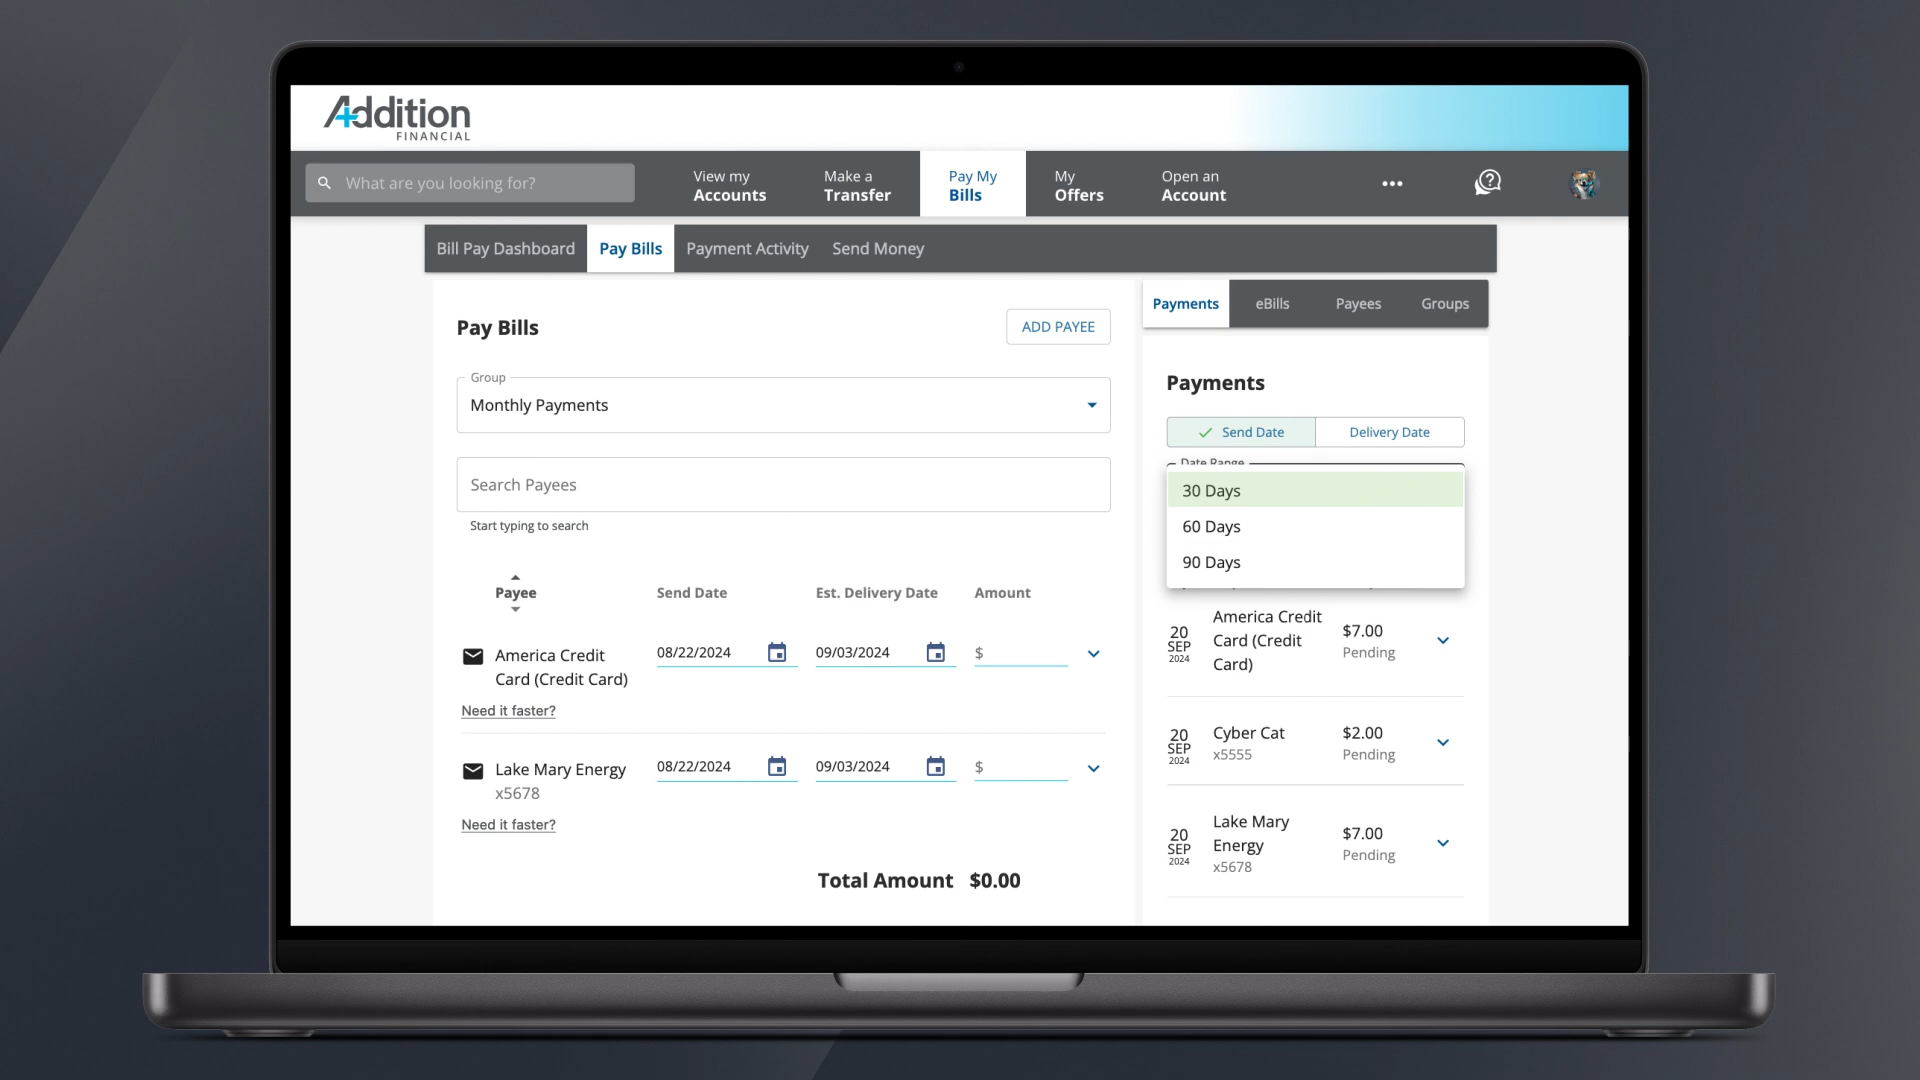 Addition
FINANCIAL
What are you looking for?
View my
Accounts
Make a
Transfer
Pay My
Bills
My
Offers
Open an
Account
Bill Pay Dashboard
Pay Bills
Payment Activity
Send Money
Pay Bills
ADD PAYEE
Group
Monthly Payments
Search Payees
Start typing to search
Payee
Send Date
Est. Delivery Date
Amount
America Credit
Card (Credit Card)
08/22/2024
09/03/2024
$
Need it faster?
Lake Mary Energy
x5678
08/22/2024
09/03/2024
$
Need it faster?
Total Amount $0.00
Payments
eBills
Payees
Groups
Payments
Send Date
Delivery Date
Date Range
30 Days
60 Days
90 Days
20
SEP
2024
America Credit
Card (Credit
Card)
$7.00
Pending
20
SEP
2024
Cyber Cat
x5555
$2.00
Pending
20
SEP
2024
Lake Mary
Energy
x5678
$7.00
Pending